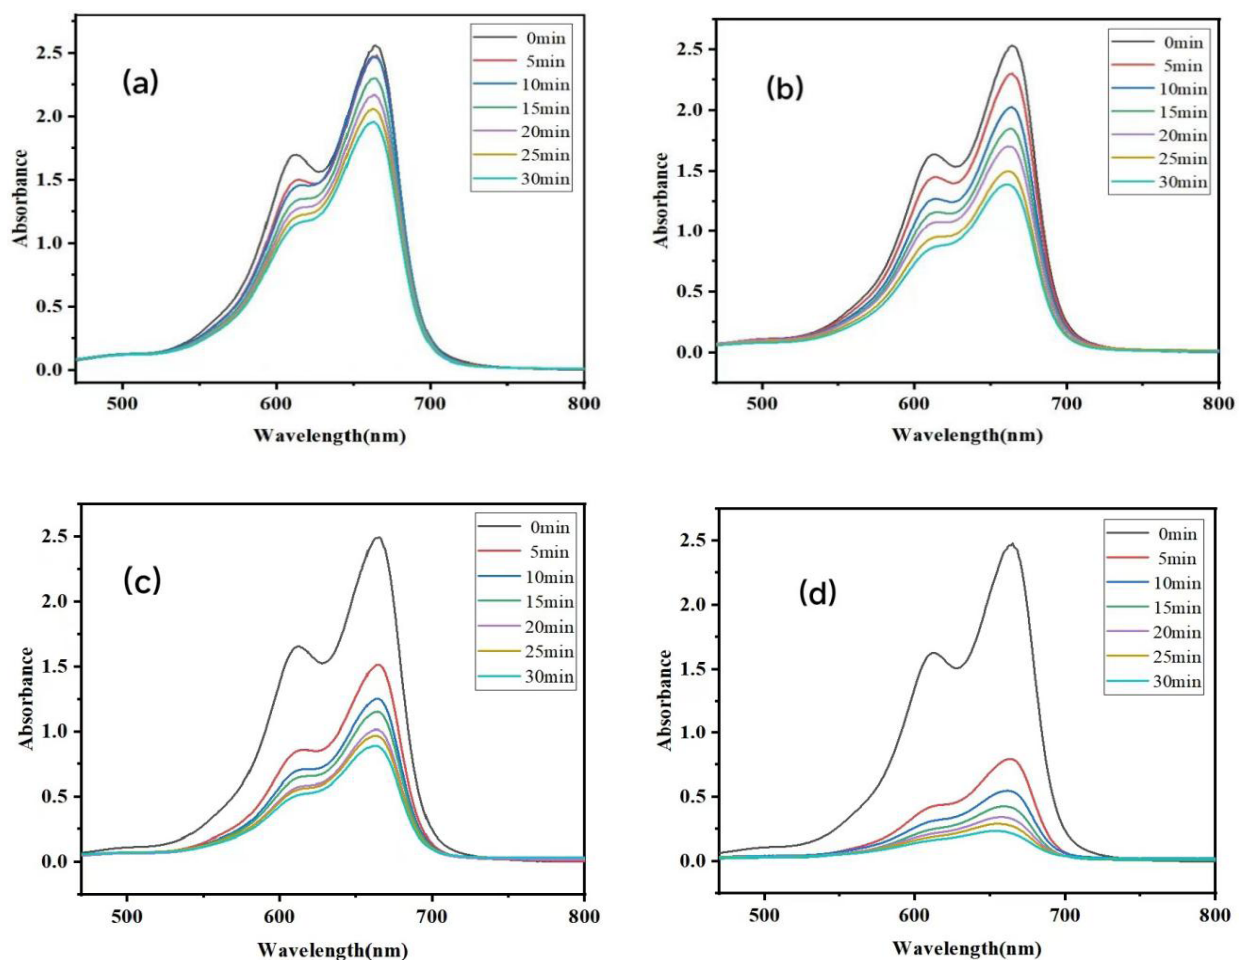 (a)
0min
5min
10min
15min
20min
25min
30min
2.5
2.0
1.5
1.0
0.5
0.0
Absorbance
500
600
700
800
Wavelength(nm)
(b)
0min
5min
10min
15min
20min
25min
30min
2.5
2.0
1.5
1.0
0.5
0.0
Absorbance
500
600
700
800
Wavelength(nm)
(c)
0min
5min
10min
15min
20min
25min
30min
2.5
2.0
1.5
1.0
0.5
0.0
Absorbance
500
600
700
800
Wavelength(nm)
(d)
0min
5min
10min
15min
20min
25min
30min
2.5
2.0
1.5
1.0
0.5
0.0
Absorbance
500
600
700
800
Wavelength(nm)